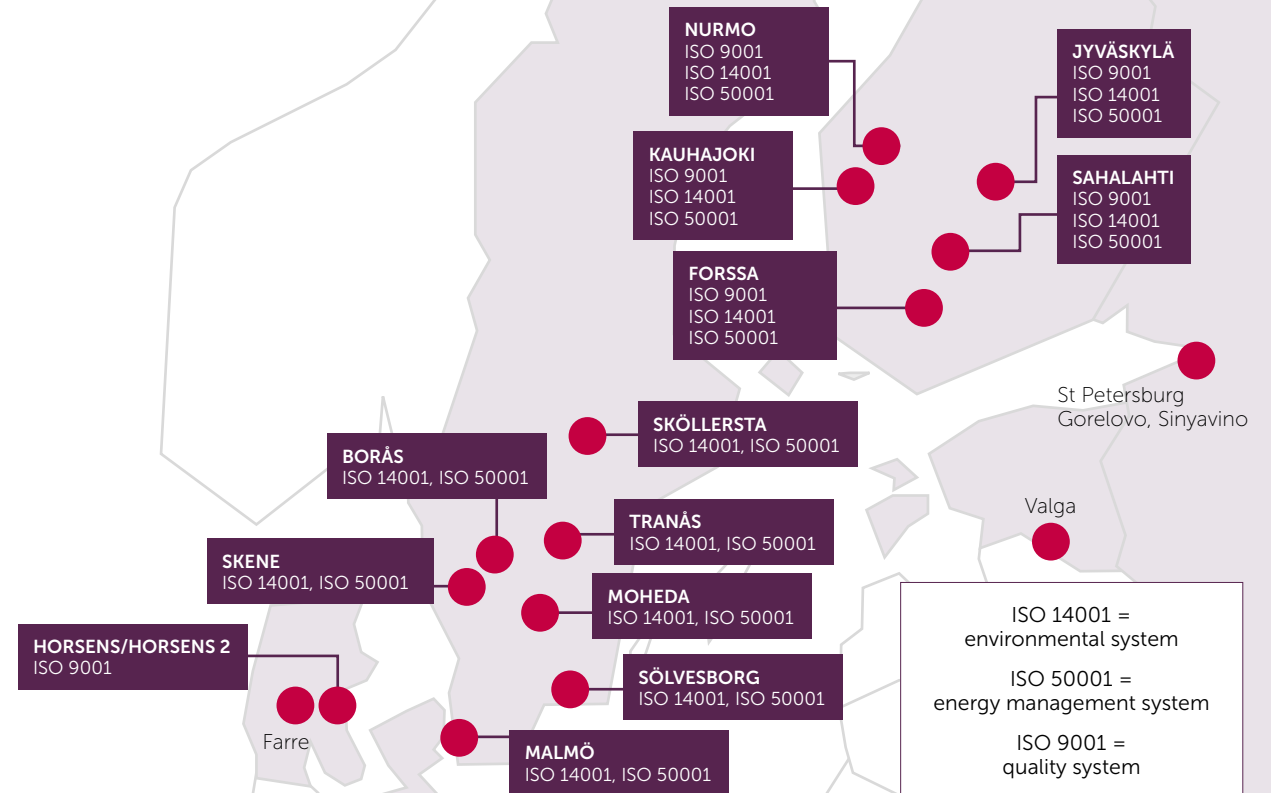 NURMO
ISO 9001
ISO 14001
ISO 50001
JYVÄSKYLÄ
ISO 9001
ISO 14001
ISO 50001
KAUHAJOKI
ISO 9001
ISO 14001
ISO 50001
SAHALAHTI
ISO 9001
ISO 14001
ISO 50001
FORSSA
ISO 9001
ISO 14001
ISO 50001
St Petersburg
Gorelovo, Sinyavino
SKÖLLERSTA
ISO 14001, ISO 50001
BORÅS
ISO 14001, ISO 50001
TRANÅS
ISO 14001, ISO 50001
Valga
SKENE
ISO 14001, ISO 50001
MOHEDA
ISO 14001, ISO 50001
HORSENS/HORSENS 2
ISO 9001
SÖLVESBORG
ISO 14001, ISO 50001
Farre
MALMÖ
ISO 14001, ISO 50001
ISO 14001 =
environmental system
ISO 50001 =
energy management system
ISO 9001 =
quality system